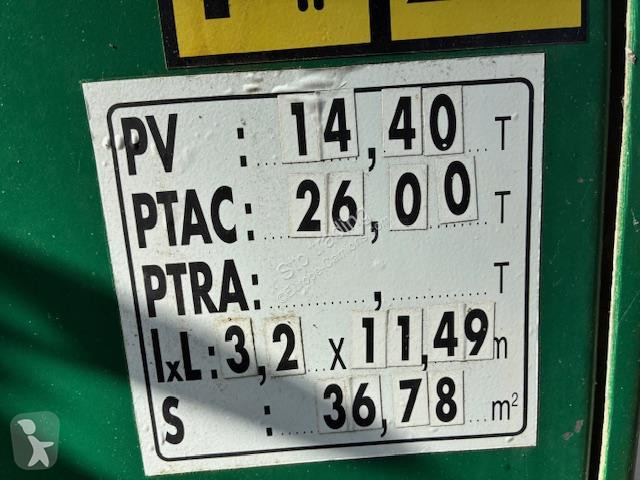 PV : 14,40 T
PTAC: 26,00 T
PTRA: , T
lxL: 3,2 x 11,49 m
S : 36,78 m²